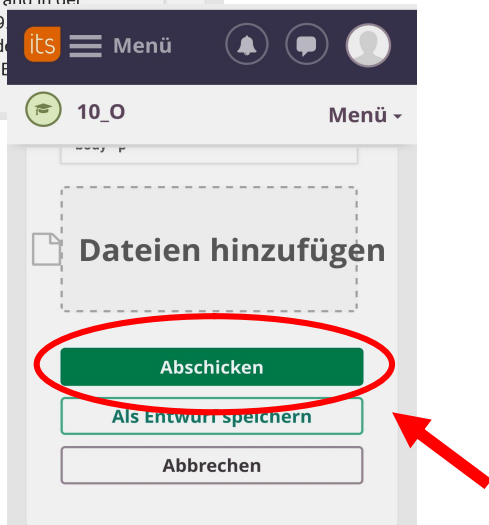 its Menü
10_O Menü
Dateien hinzufügen
Abschicken
Als Entwurf speichern
Abbrechen